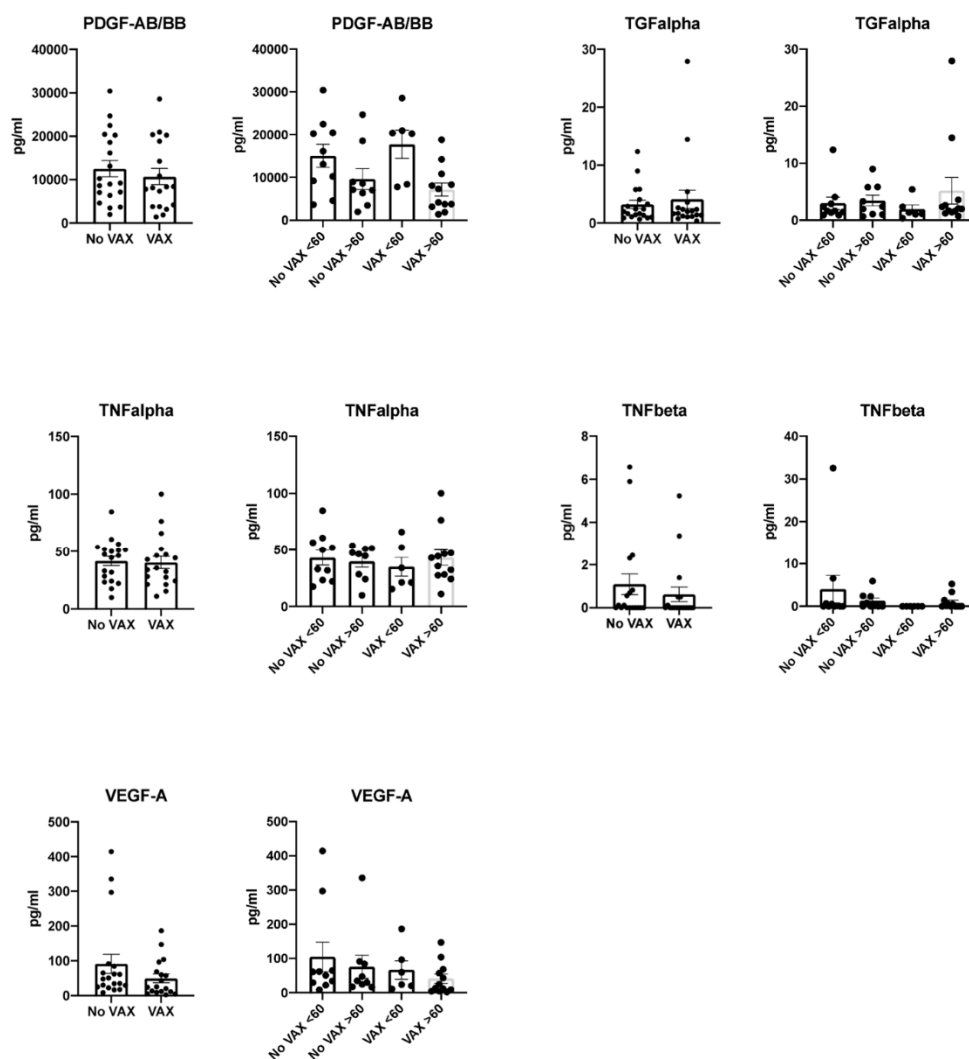 PDGF-AB/BB
pg/ml
40000
30000
20000
10000
0
No VAX VAX
PDGF-AB/BB
pg/ml
40000
30000
20000
10000
0
No VAX <60
No VAX >60
VAX <60
VAX >60
TGFalpha
pg/ml
30
20
10
0
No VAX VAX
TGFalpha
pg/ml
30
20
10
0
No VAX <60
No VAX >60
VAX <60
VAX >60
TNFalpha
pg/ml
150
100
50
0
No VAX VAX
TNFalpha
pg/ml
150
100
50
0
No VAX <60
No VAX >60
VAX <60
VAX >60
TNFbeta
pg/ml
8
6
4
2
0
No VAX VAX
TNFbeta
pg/ml
40
30
20
10
0
No VAX <60
No VAX >60
VAX <60
VAX >60
VEGF-A
pg/ml
500
400
300
200
100
0
No VAX VAX
VEGF-A
pg/ml
500
400
300
200
100
0
No VAX <60
No VAX >60
VAX <60
VAX >60